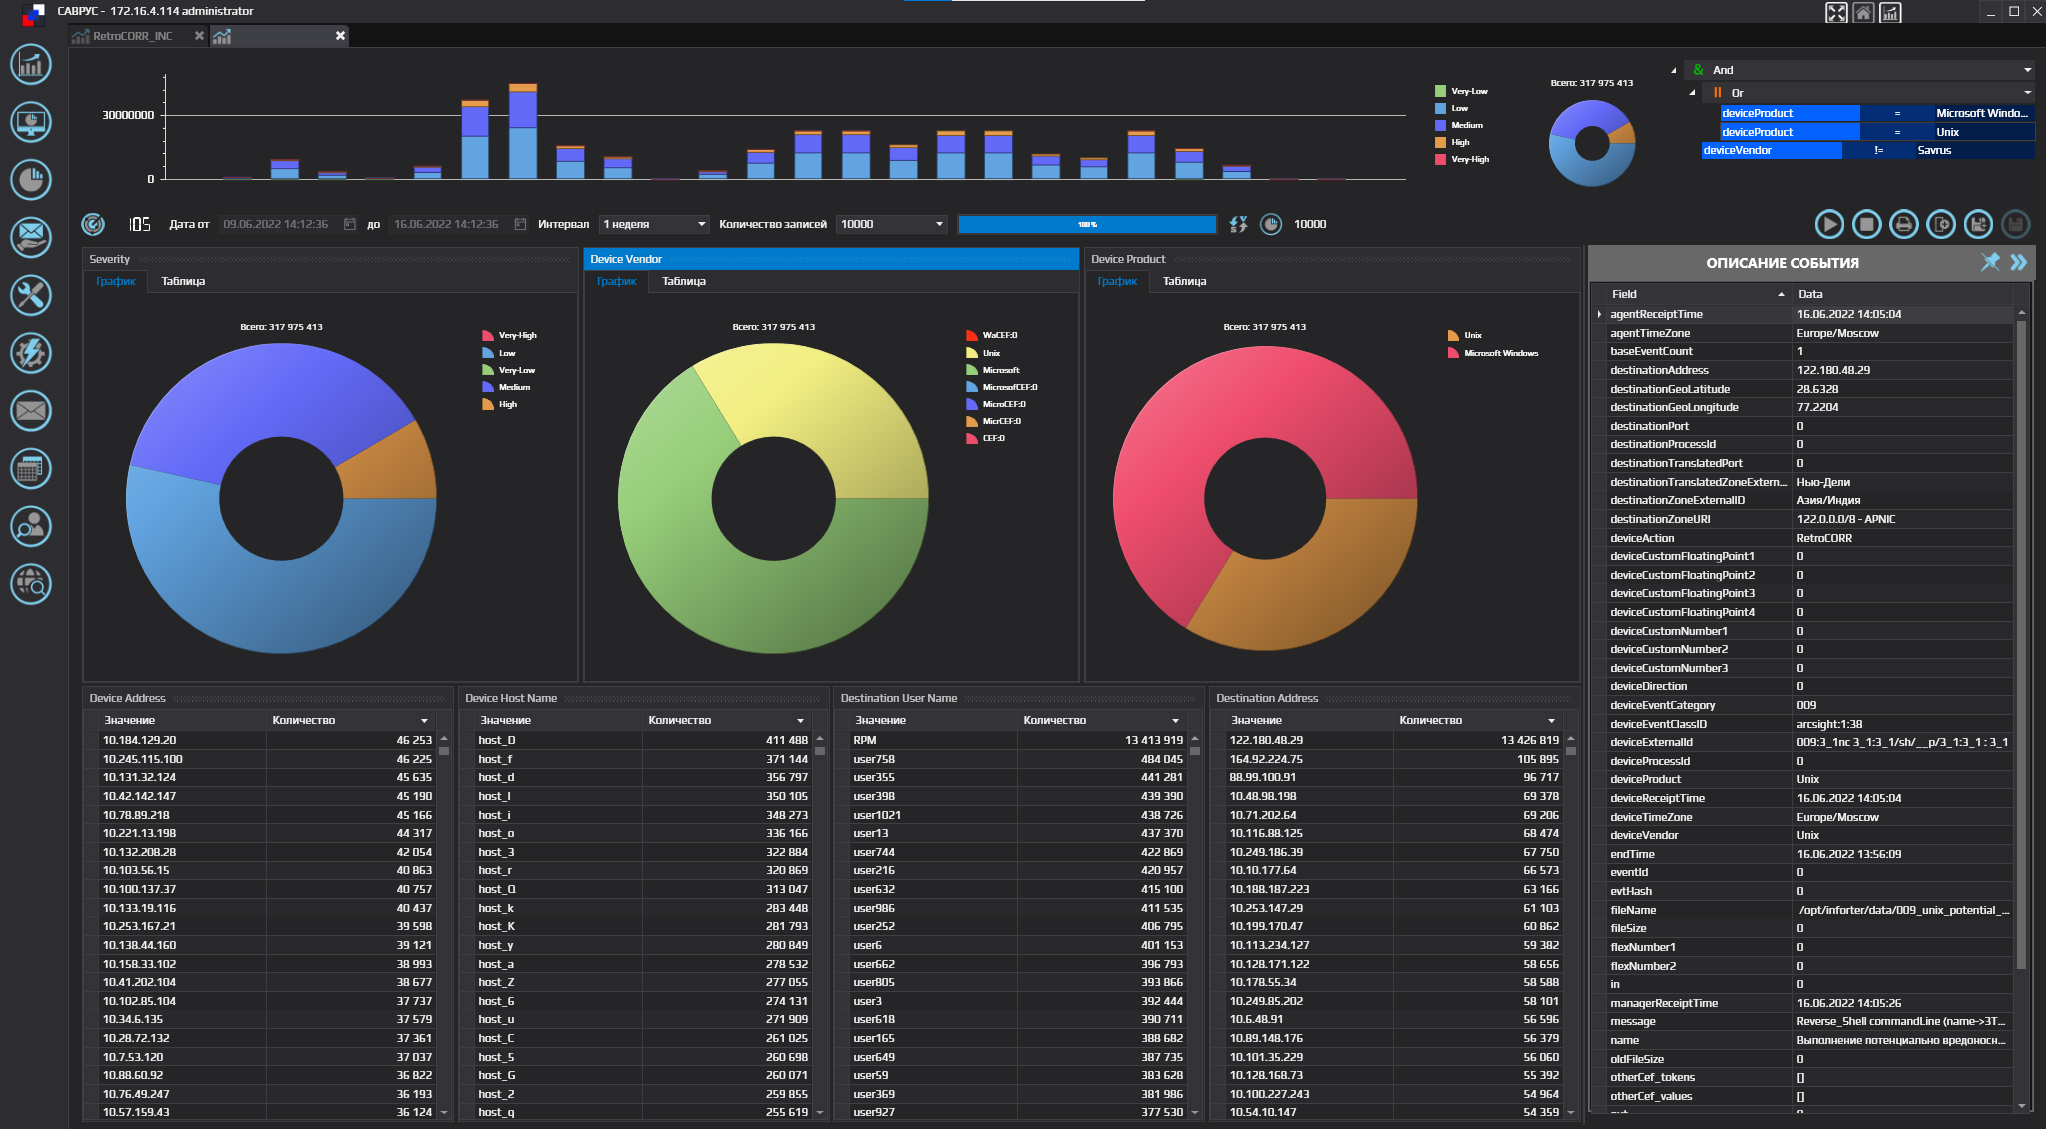 САВРУС - 172.16.4.114 administrator
RetroCORR_INC
30000000
0
Very-Low
Low
Medium
High
Very-High
Всего: 317 975 413
& And
Or
deviceProduct = Microsoft Windo...
deviceProduct = Unix
deviceVendor != Savrus
105 Дата от 09.06.2022 14:12:36 до 16.06.2022 14:12:36 Интервал 1 неделя Количество записей 10000 100 % 10000
Severity
График Таблица
Всего: 317 975 413
Very-High
Low
Very-Low
Medium
High
Device Vendor
График Таблица
Всего: 317 975 413
WaCEF:0
Unix
Microsoft
MicrosofCEF:0
MicroCEF:0
MicrCEF:0
CEF:0
Device Product
График Таблица
Всего: 317 975 413
Unix
Microsoft Windows
Device Address
Значение Количество
10.184.129.20 46 253
10.245.115.100 46 225
10.131.32.124 45 635
10.42.142.147 45 190
10.78.89.218 45 166
10.221.13.198 44 317
10.132.208.28 42 054
10.103.56.15 40 863
10.100.137.37 40 757
10.133.19.116 40 437
10.253.167.21 39 598
10.138.44.160 39 121
10.158.33.102 38 993
10.41.202.104 38 677
10.102.85.104 37 737
10.34.6.135 37 579
10.28.72.132 37 361
10.7.53.120 37 037
10.88.60.92 36 822
10.76.49.247 36 193
10.57.159.43 36 124
Device Host Name
Значение Количество
host_D 411 488
host_f 371 144
host_d 356 797
host_l 350 105
host_i 348 273
host_o 336 166
host_3 322 884
host_r 320 869
host_Q 313 047
host_k 283 448
host_K 281 793
host_y 280 849
host_a 278 532
host_Z 277 055
host_6 274 131
host_u 271 909
host_C 261 025
host_5 260 698
host_G 260 071
host_2 259 855
host_q 255 619
Destination User Name
Значение Количество
RPM 13 413 919
user758 484 045
user355 441 281
user398 439 390
user1021 438 726
user13 437 370
user744 422 869
user216 420 957
user632 415 100
user986 411 535
user252 406 795
user6 401 153
user662 396 793
user805 393 866
user3 392 444
user618 390 711
user165 388 682
user649 387 735
user59 383 628
user369 381 986
user927 377 530
Destination Address
Значение Количество
122.180.48.29 13 426 819
164.92.224.75 105 895
88.99.100.91 96 717
10.48.98.198 69 378
10.71.202.64 69 206
10.116.88.125 68 474
10.249.186.39 67 750
10.10.177.64 66 573
10.188.187.223 63 166
10.253.147.29 61 103
10.199.170.47 60 862
10.113.234.127 59 382
10.128.171.122 58 656
10.178.55.34 58 588
10.249.85.202 58 101
10.6.48.91 56 596
10.89.148.176 56 379
10.101.35.229 56 060
10.128.168.73 55 392
10.100.227.243 54 964
10.54.10.147 54 359
ОПИСАНИЕ СОБЫТИЯ
Field Data
agentReceiptTime 16.06.2022 14:05:04
agentTimeZone Europe/Moscow
baseEventCount 1
destinationAddress 122.180.48.29
destinationGeoLatitude 28.6328
destinationGeoLongitude 77.2204
destinationPort 0
destinationProcessId 0
destinationTranslatedPort 0
destinationTranslatedZoneExtern... Нью-Дели
destinationZoneExternalID Азия/Индия
destinationZoneURI 122.0.0.0/8 - APNIC
deviceAction RetroCORR
deviceCustomFloatingPoint1 0
deviceCustomFloatingPoint2 0
deviceCustomFloatingPoint3 0
deviceCustomFloatingPoint4 0
deviceCustomNumber1 0
deviceCustomNumber2 0
deviceCustomNumber3 0
deviceDirection 0
deviceEventCategory 009
deviceEventClassID arcsight:1:38
deviceExternalId 009:3_1nc 3_1:3_1/sh/__p/3_1:3_1 : 3_1
deviceProcessId 0
deviceProduct Unix
deviceReceiptTime 16.06.2022 14:05:04
deviceTimeZone Europe/Moscow
deviceVendor Unix
endTime 16.06.2022 13:56:09
eventId 0
evtHash 0
fileName /opt/inforter/data/009_unix_potential_...
fileSize 0
flexNumber1 0
flexNumber2 0
in 0
managerReceiptTime 16.06.2022 14:05:26
message Reverse_Shell commandLine (name->3T...
name Выполнение потенциально вредоносн...
oldFileSize 0
otherCef_tokens []
otherCef_values []